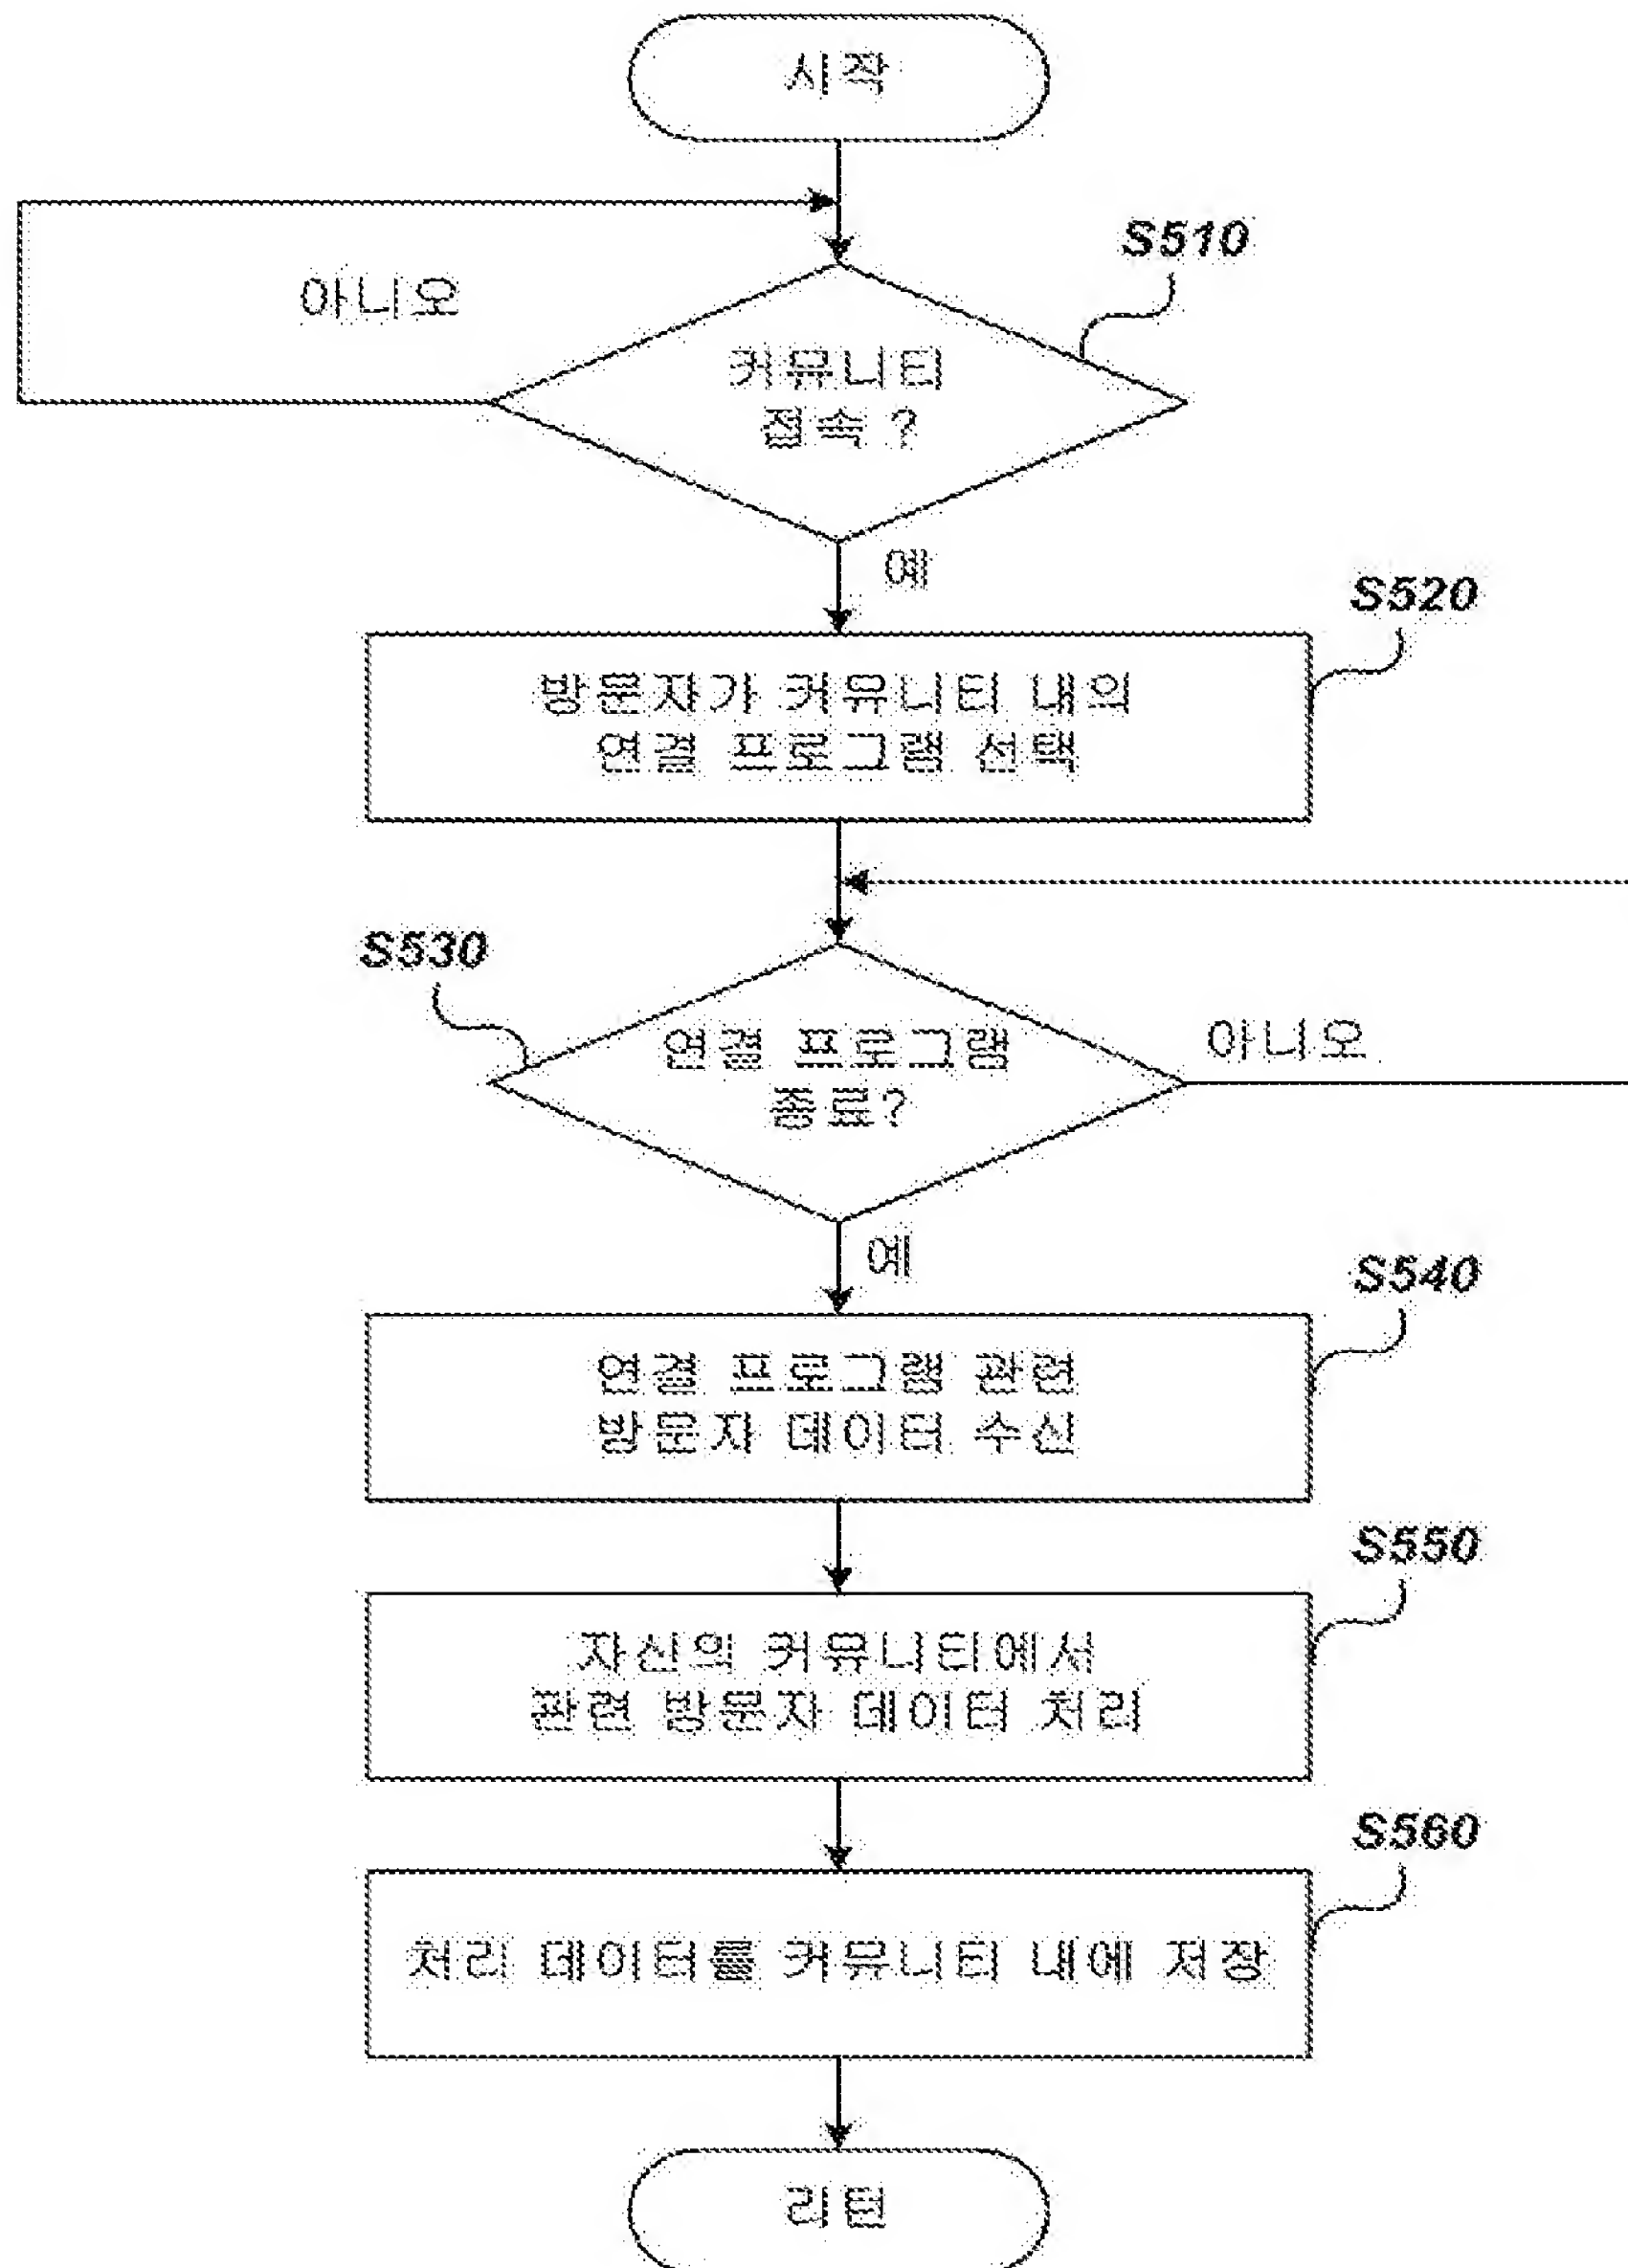 시작
S510
아니오
커뮤니티
접속 ?
예
S520
방문자가 커뮤니티 내의
연결 프로그램 선택
S530
연결 프로그램
종료?
아니오
예
S540
연결 프로그램 관련
방문자 데이터 수신
S550
자신의 커뮤니티에서
관련 방문자 데이터 처리
S560
처리 데이터를 커뮤니티 내에 저장
리턴